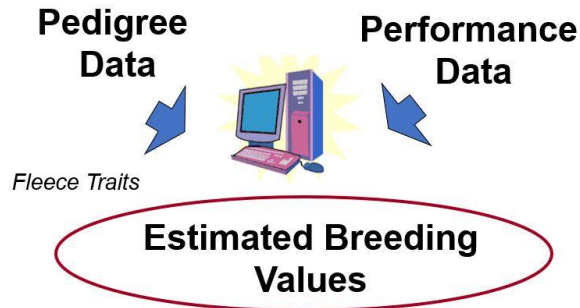 Pedigree
Data
Performance
Data
Fleece Traits
Estimated Breeding
Values